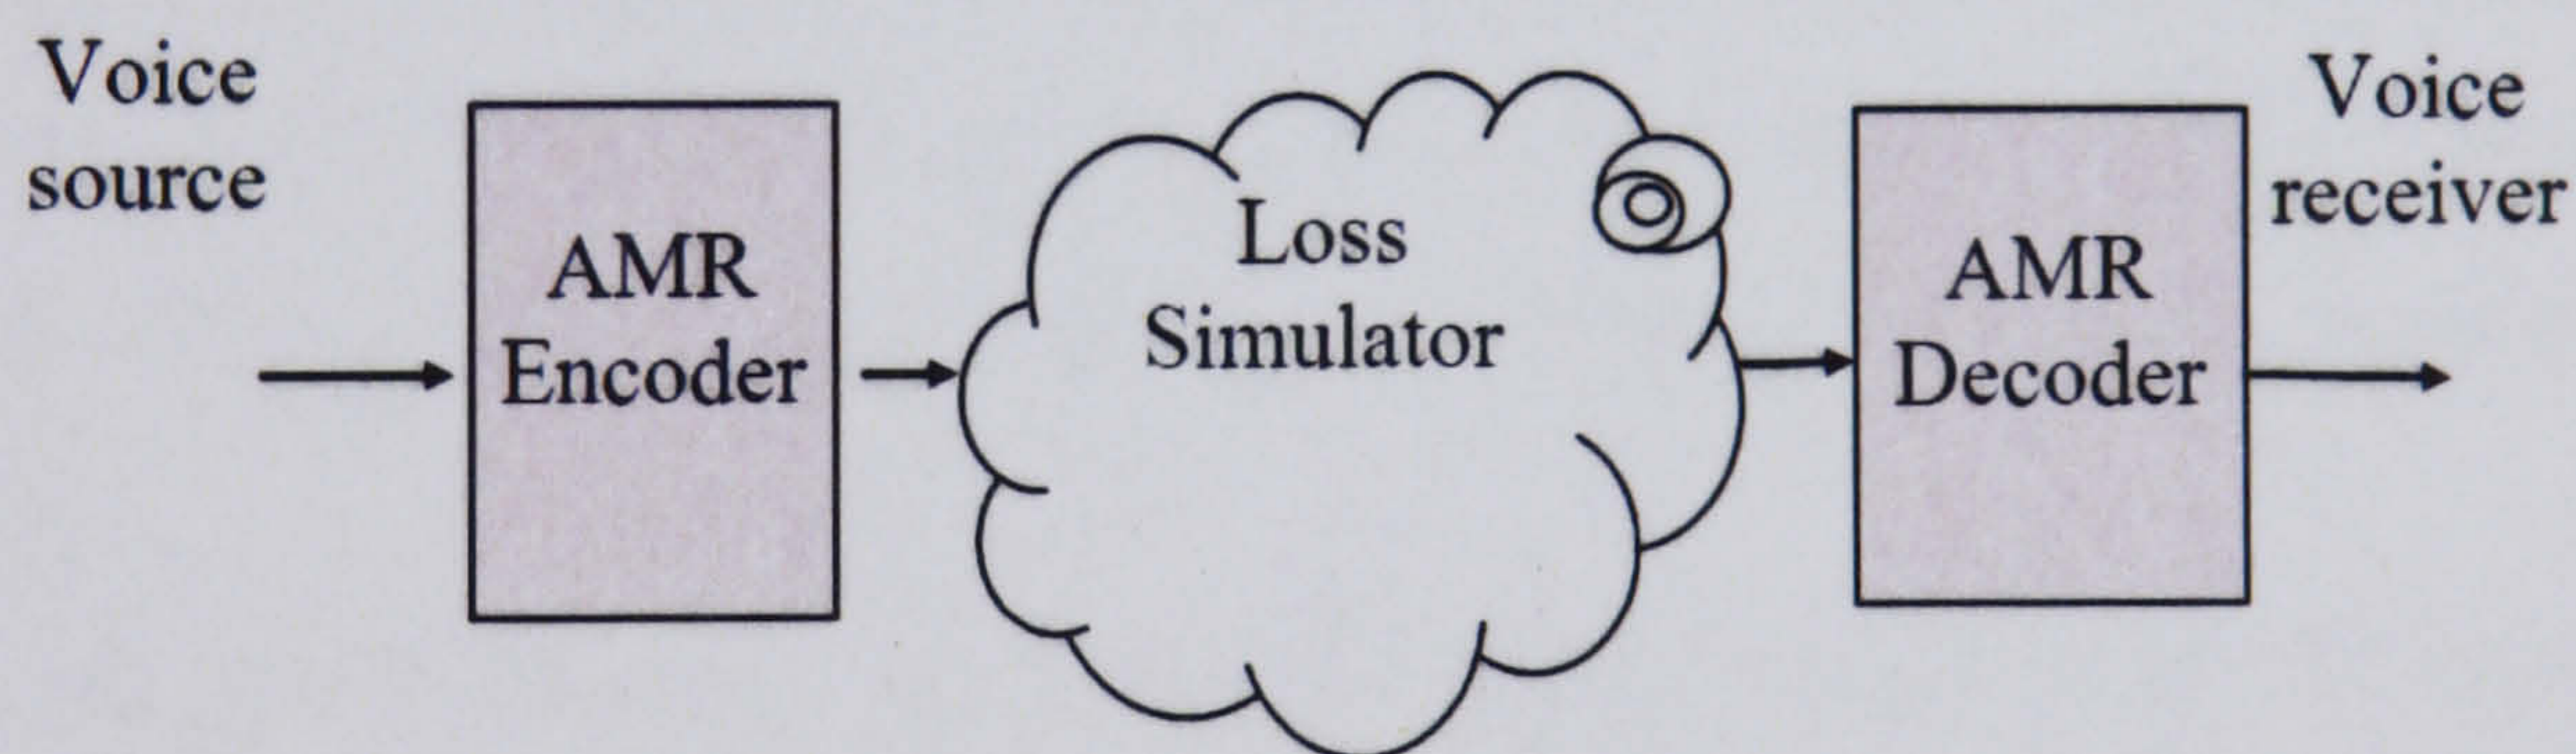 Voice
source
AMR
Encoder
Loss
Simulator
AMR
Decoder
Voice
receiver